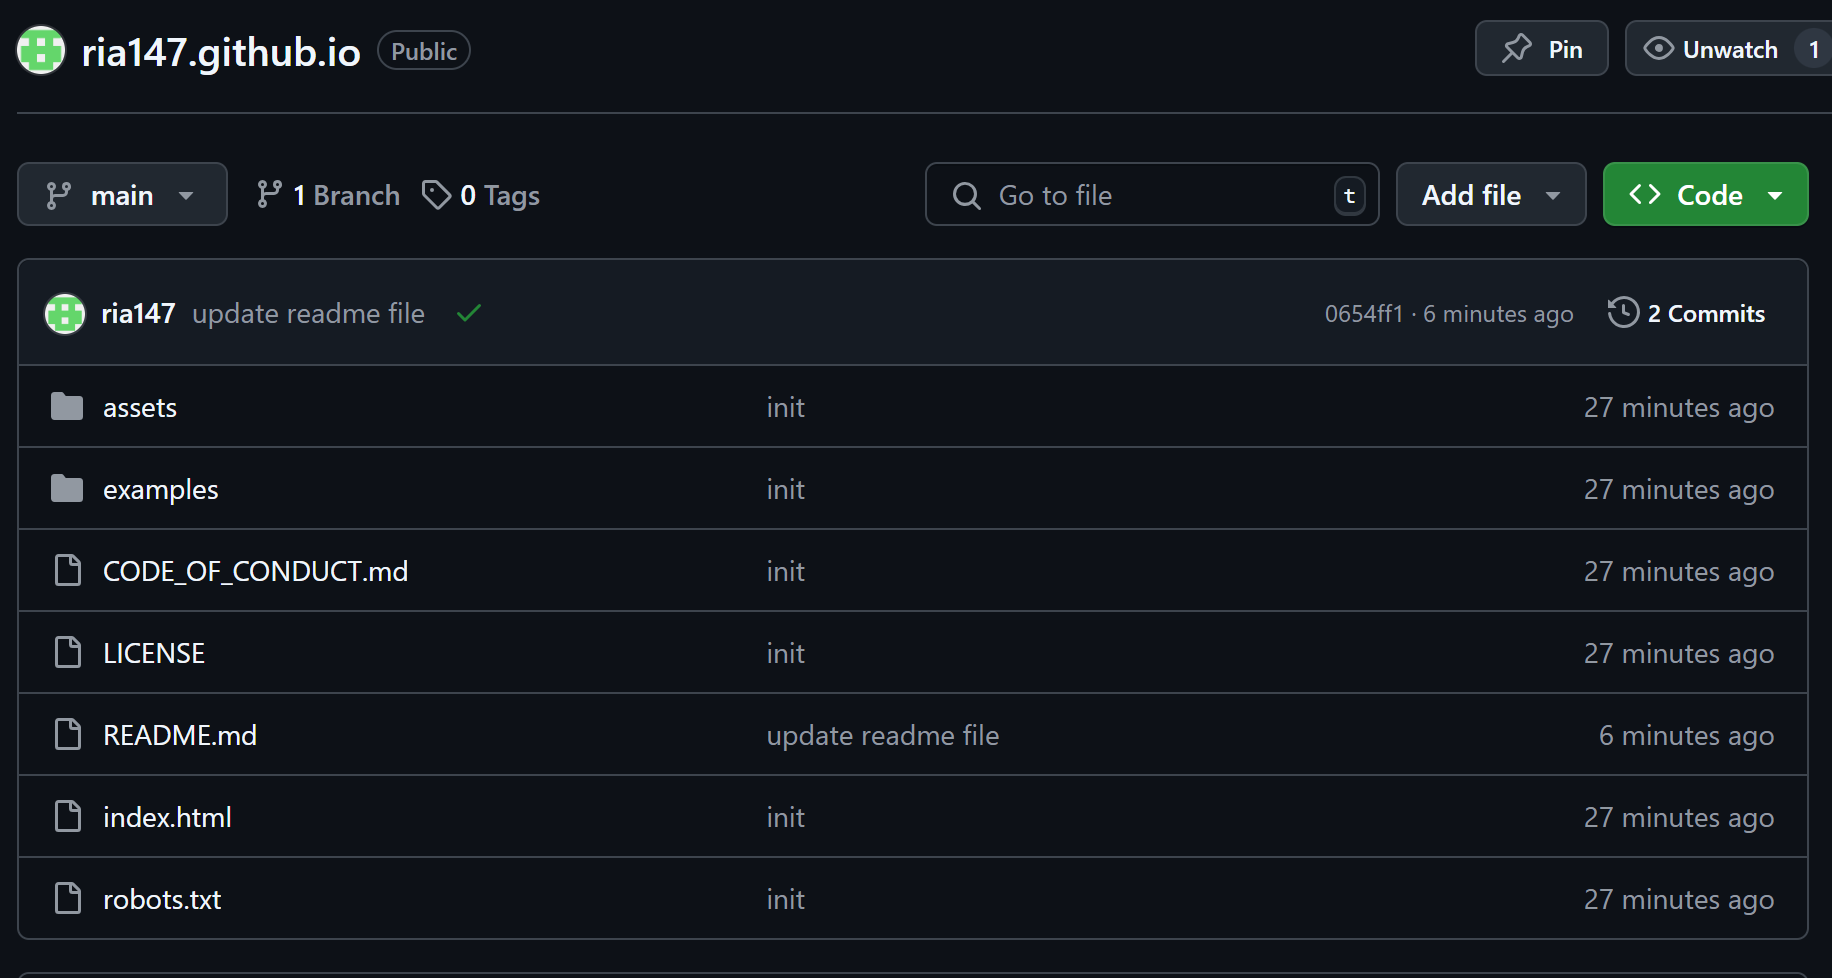 ria147.github.io Public Pin Unwatch 1
main 1 Branch 0 Tags Go to file t Add file Code
ria147 update readme file 0654ff1 · 6 minutes ago 2 Commits
assets init 27 minutes ago
examples init 27 minutes ago
CODE_OF_CONDUCT.md init 27 minutes ago
LICENSE init 27 minutes ago
README.md update readme file 6 minutes ago
index.html init 27 minutes ago
robots.txt init 27 minutes ago